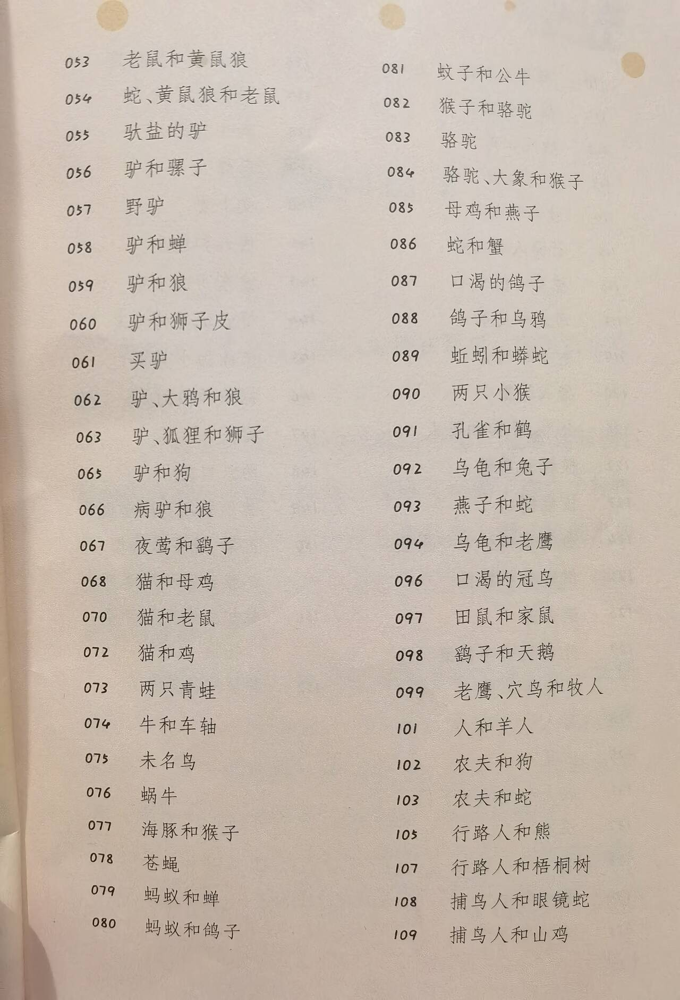 053 老鼠和黄鼠狼
054 蛇、黄鼠狼和老鼠
055 驮盐的驴
056 驴和骡子
057 野驴
058 驴和蝉
059 驴和狼
060 驴和狮子皮
061 买驴
062 驴、大鸦和狼
063 驴、狐狸和狮子
065 驴和狗
066 病驴和狼
067 夜莺和鹞子
068 猫和母鸡
070 猫和老鼠
072 猫和鸡
073 两只青蛙
074 牛和车轴
075 未名鸟
076 蜗牛
077 海豚和猴子
078 苍蝇
079 蚂蚁和蝉
080 蚂蚁和鸽子
081 蚊子和公牛
082 猴子和骆驼
083 骆驼
084 骆驼、大象和猴子
085 母鸡和燕子
086 蛇和蟹
087 口渴的鸽子
088 鸽子和乌鸦
089 蚯蚓和蟒蛇
090 两只小猴
091 孔雀和鹤
092 乌龟和兔子
093 燕子和蛇
094 乌龟和老鹰
096 口渴的冠鸟
097 田鼠和家鼠
098 鹞子和天鹅
099 老鹰、穴鸟和牧人
101 人和羊人
102 农夫和狗
103 农夫和蛇
105 行路人和熊
107 行路人和梧桐树
108 捕鸟人和眼镜蛇
109 捕鸟人和山鸡